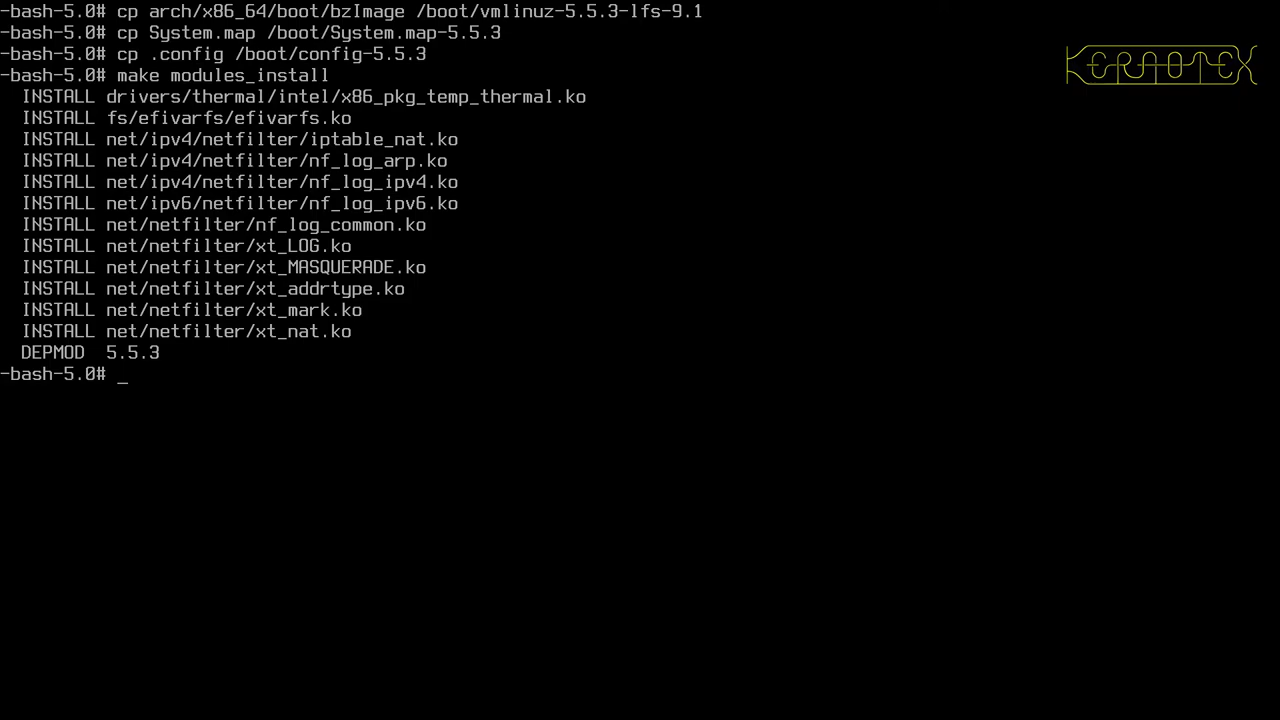 -bash-5.0# cp arch/x86_64/boot/bzImage /boot/vmlinuz-5.5.3-lfs-9.1
-bash-5.0# cp System.map /boot/System.map-5.5.3
-bash-5.0# cp .config /boot/config-5.5.3
-bash-5.0# make modules_install
  INSTALL drivers/thermal/intel/x86_pkg_temp_thermal.ko
  INSTALL fs/efivarfs/efivarfs.ko
  INSTALL net/ipv4/netfilter/iptable_nat.ko
  INSTALL net/ipv4/netfilter/nf_log_arp.ko
  INSTALL net/ipv4/netfilter/nf_log_ipv4.ko
  INSTALL net/ipv6/netfilter/nf_log_ipv6.ko
  INSTALL net/netfilter/nf_log_common.ko
  INSTALL net/netfilter/xt_LOG.ko
  INSTALL net/netfilter/xt_MASQUERADE.ko
  INSTALL net/netfilter/xt_addrtype.ko
  INSTALL net/netfilter/xt_mark.ko
  INSTALL net/netfilter/xt_nat.ko
  DEPMOD  5.5.3
-bash-5.0# _